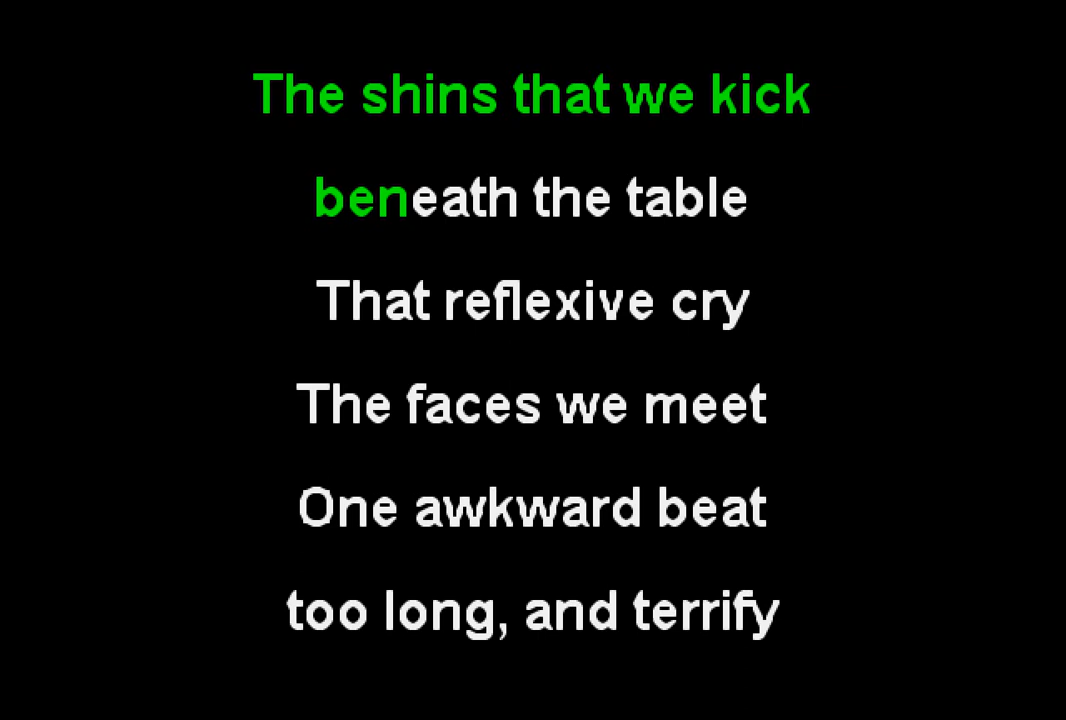 The shins that we kick
beneath the table
That reflexive cry
The faces we meet
One awkward beat
too long, and terrify